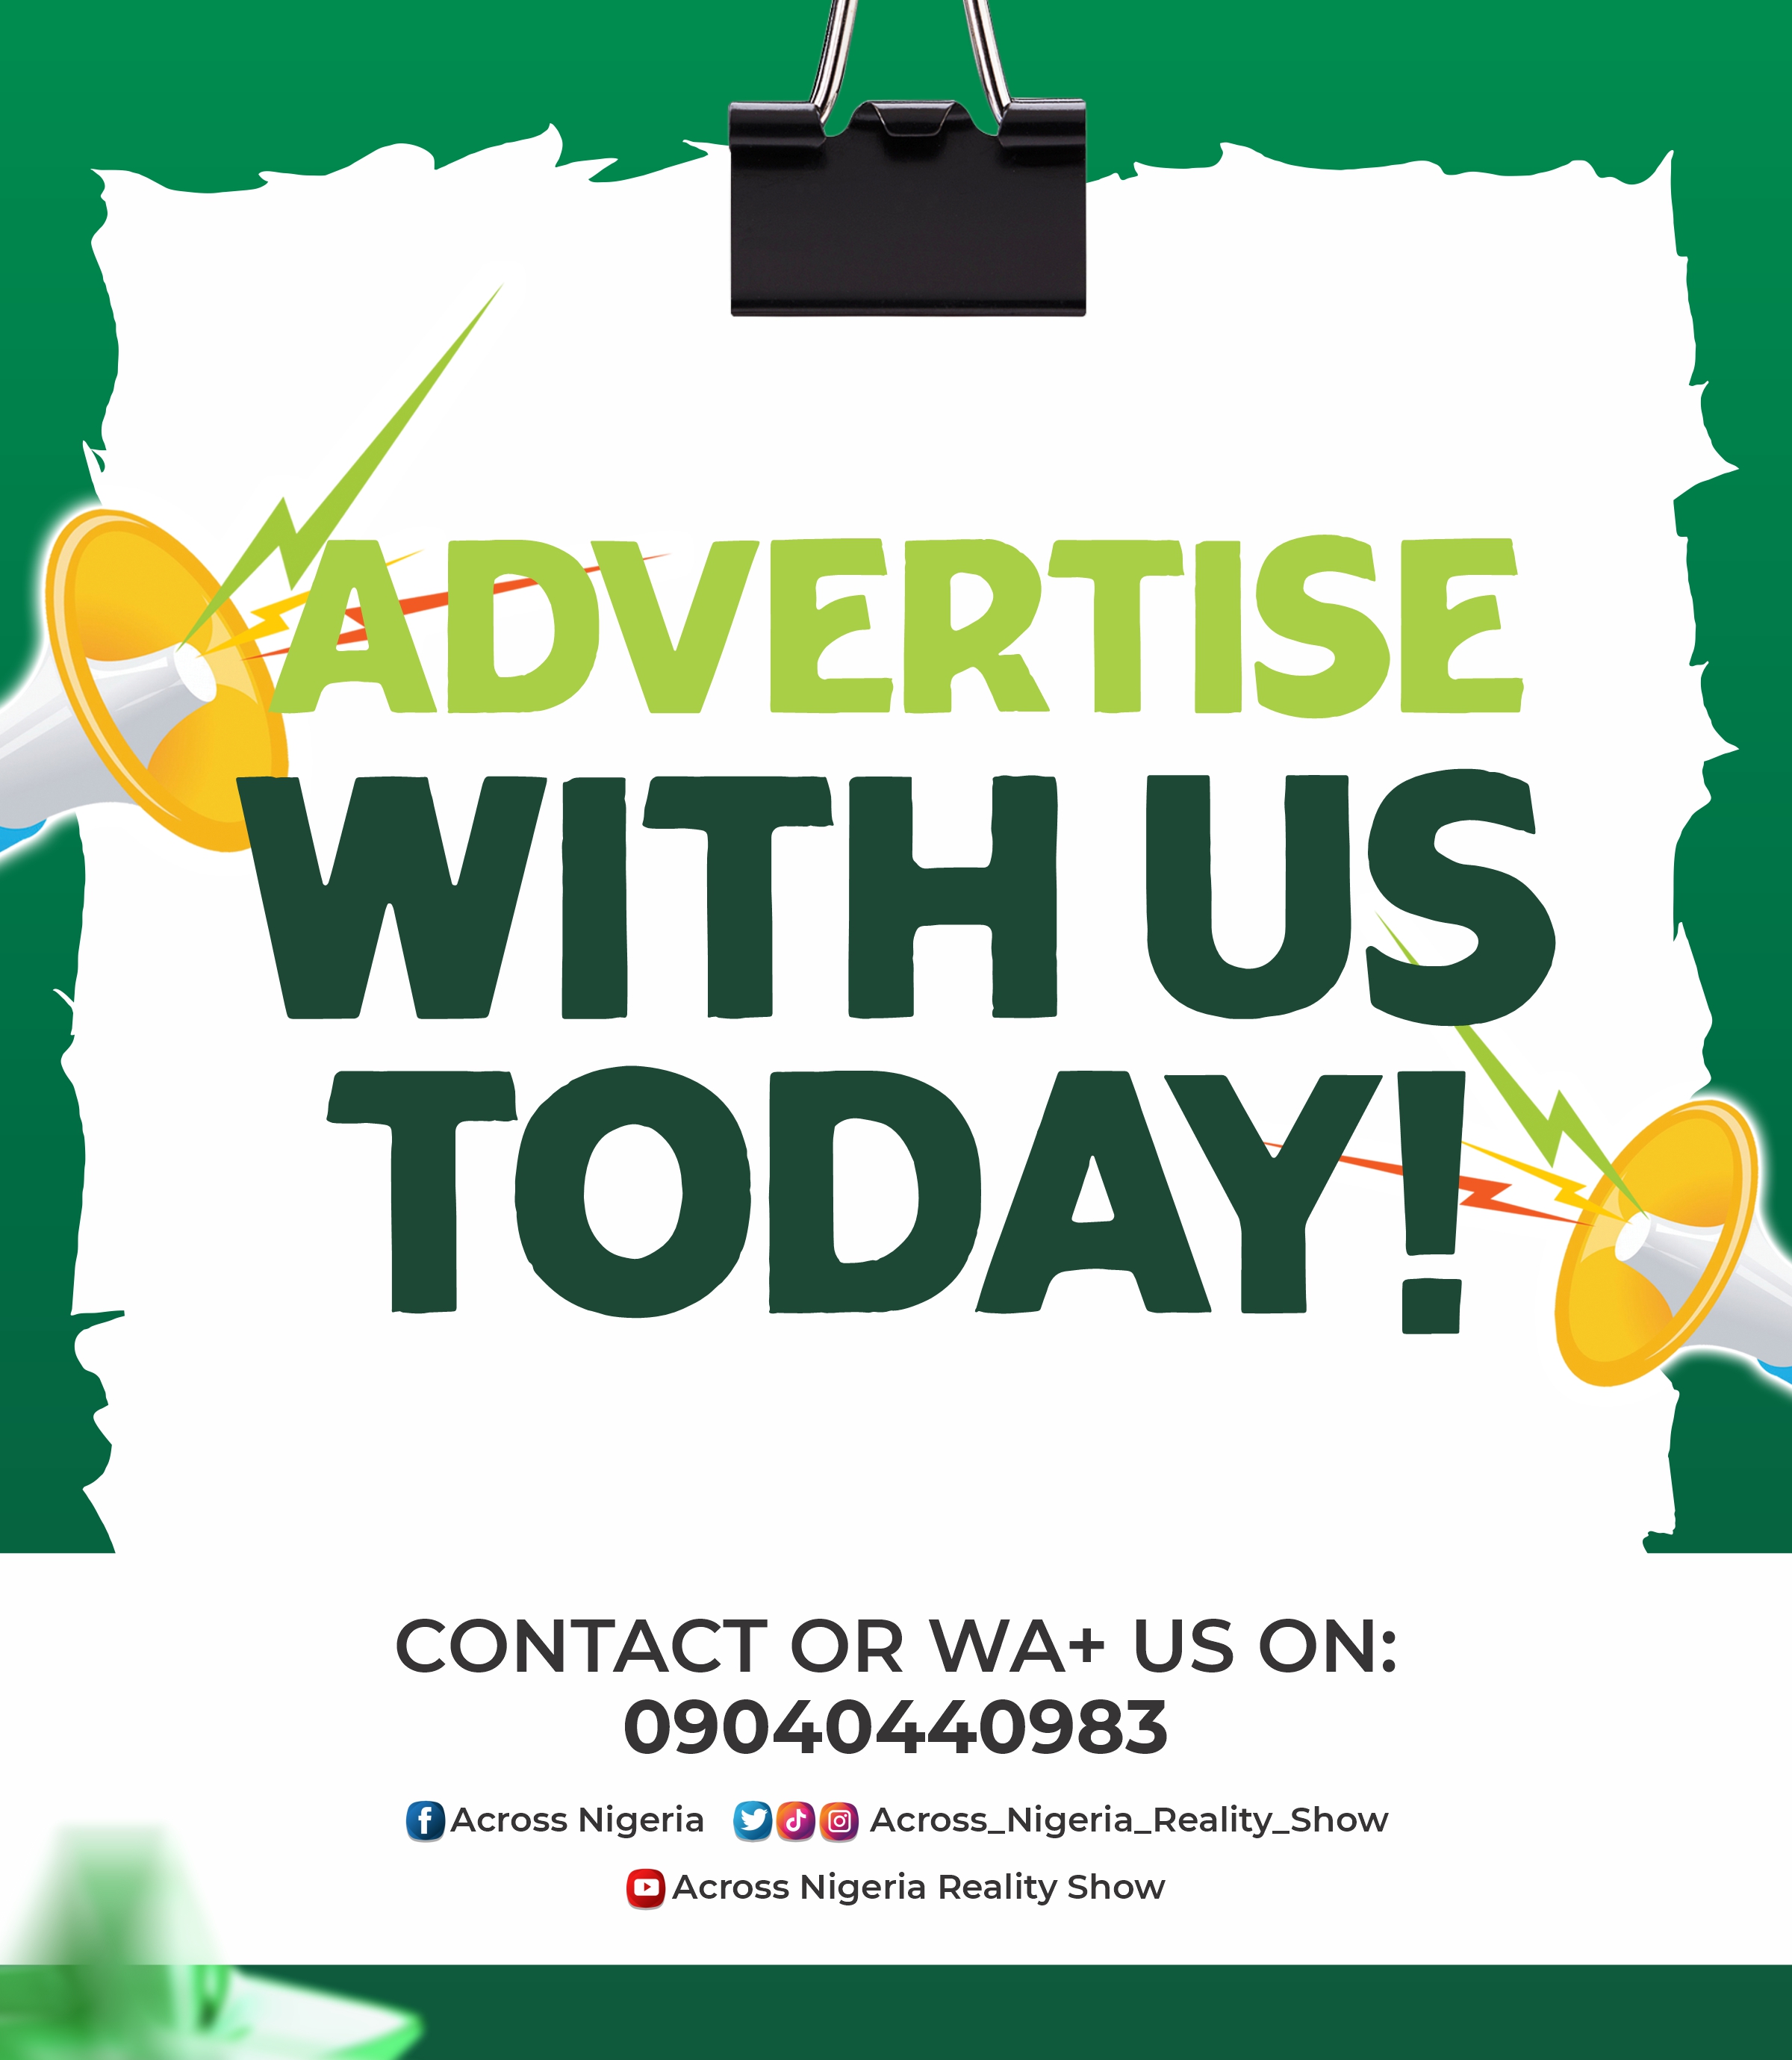 ADVERTISE
WITH US
TODAY!
CONTACT OR WA+ US ON:
09040440983
Across Nigeria Across_Nigeria_Reality_Show
Across Nigeria Reality Show